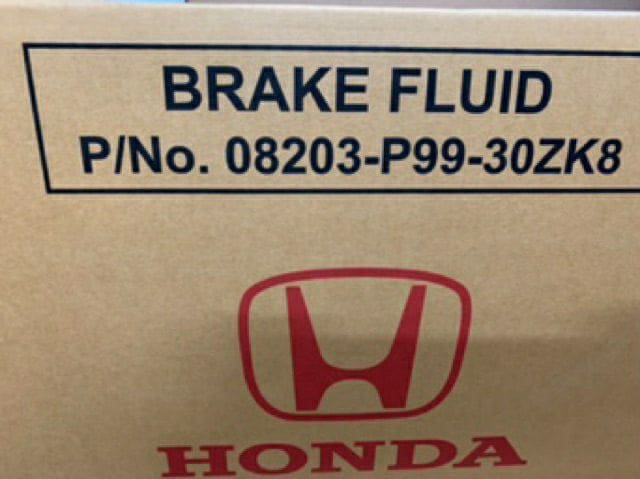 BRAKE FLUID
P/No. 08203-P99-30ZK8
HONDA